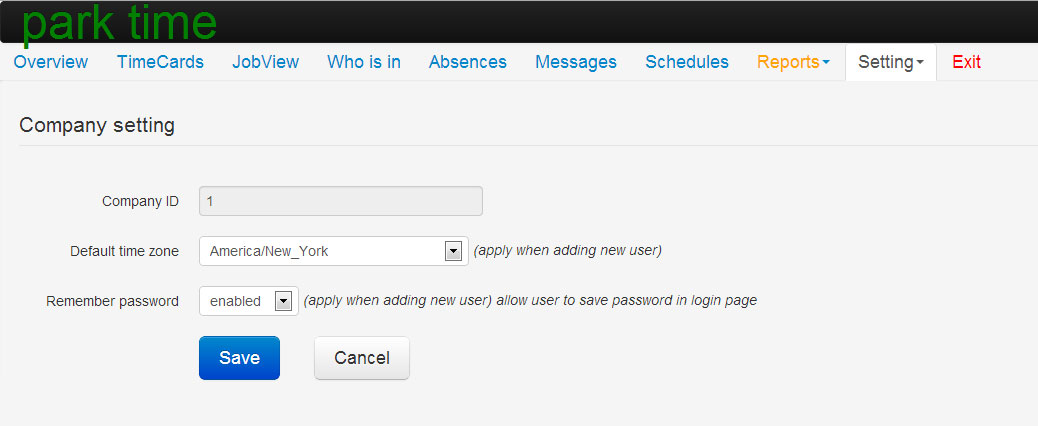 park time
Overview TimeCards JobView Who is in Absences Messages Schedules Reports Setting Exit
Company setting
Company ID 1
Default time zone America/New_York (apply when adding new user)
Remember password enabled (apply when adding new user) allow user to save password in login page
Save Cancel